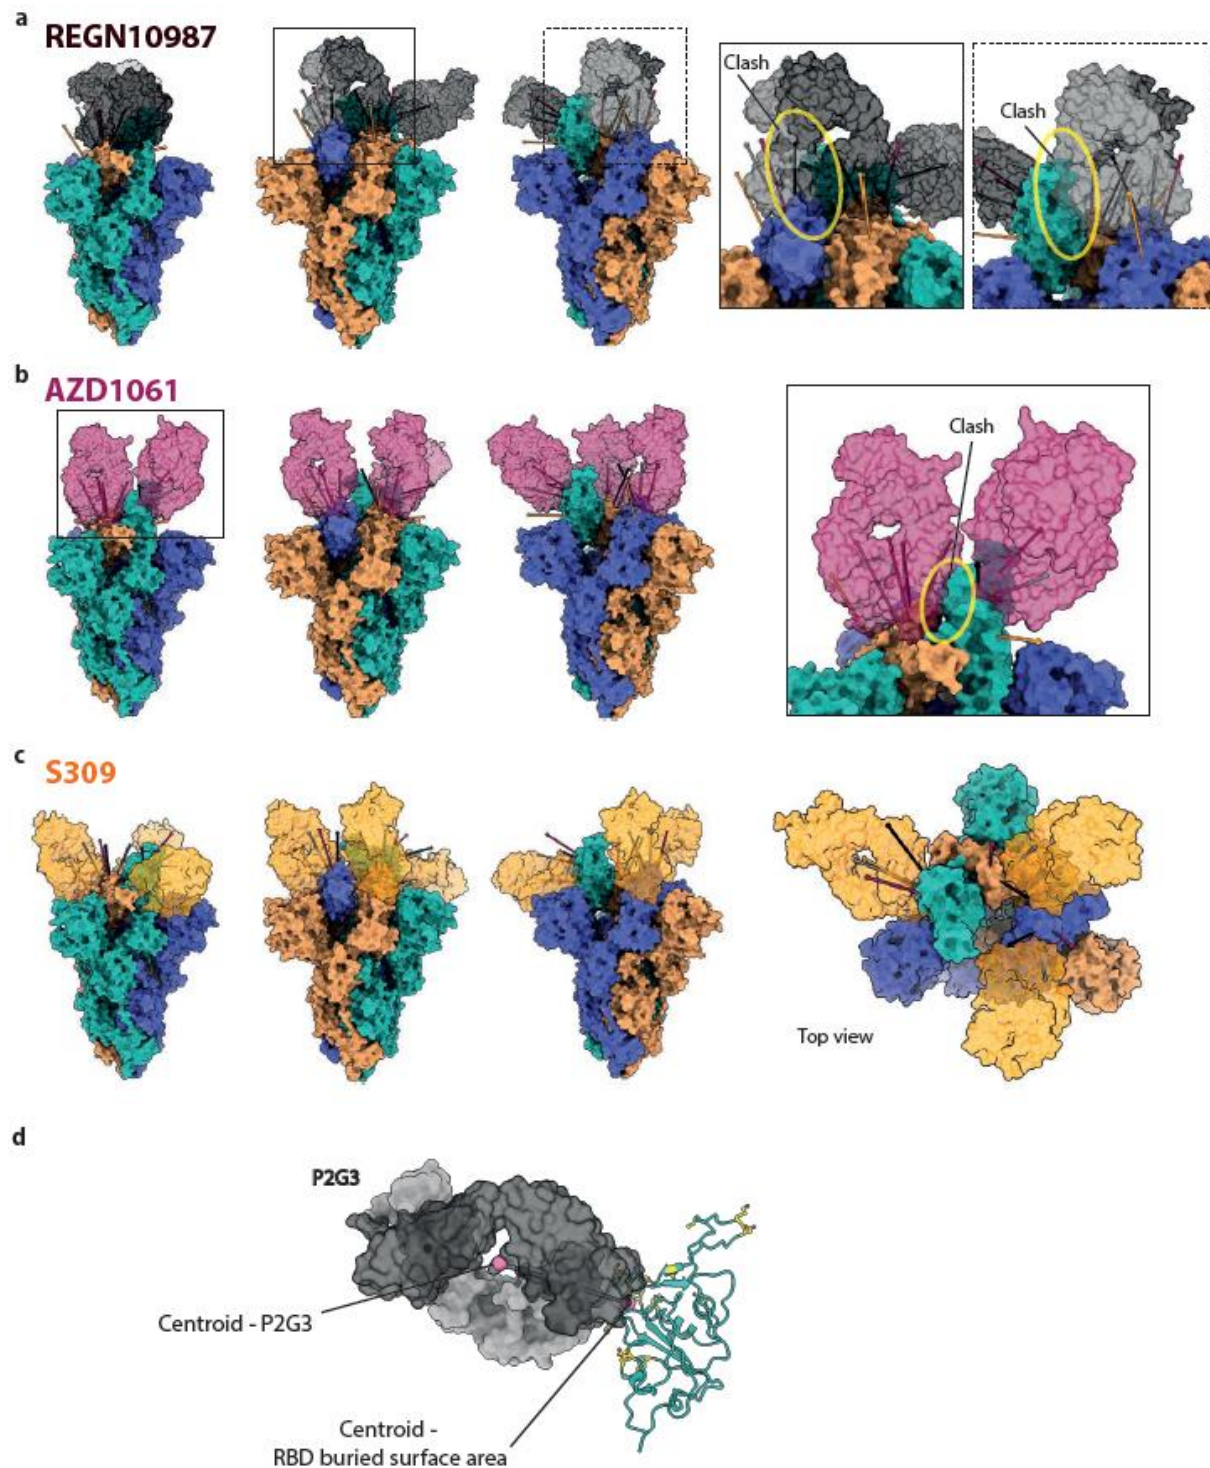 a
REGN10987
Clash
Clash
b
AZD1061
Clash
c
S309
Top view
d
P2G3
Centroid - P2G3
Centroid -
RBD buried surface area